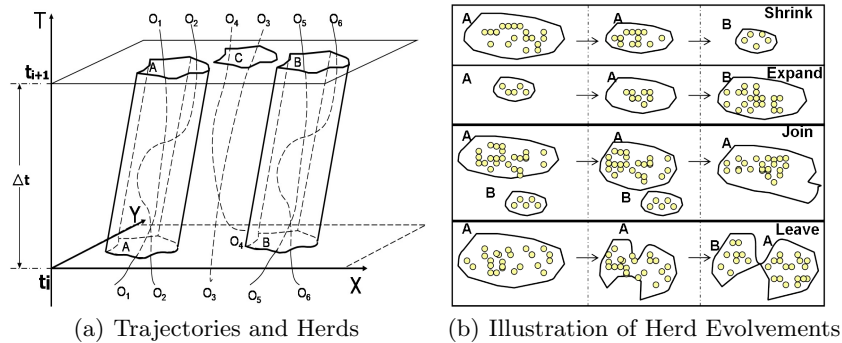 T
O1 O2 O4 O3 O5 O6
A C B
ti+1
Δt
Y
A O4 B
ti
X
O1 O2 O3 O5 O6
(a) Trajectories and Herds
A A B Shrink
A A B Expand
A A A Join
B B
A A B A Leave
(b) Illustration of Herd Evolvements